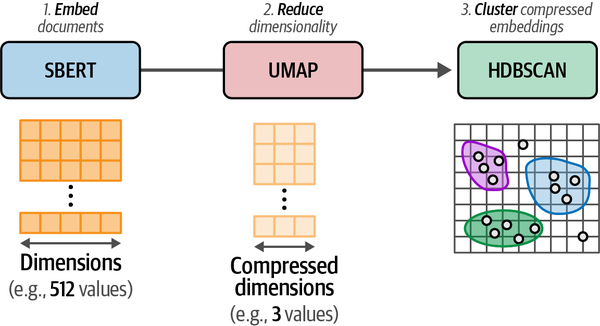 1. Embed
documents
2. Reduce
dimensionality
3. Cluster compressed
embeddings
SBERT
UMAP
HDBSCAN
Dimensions
(e.g., 512 values)
Compressed
dimensions
(e.g., 3 values)